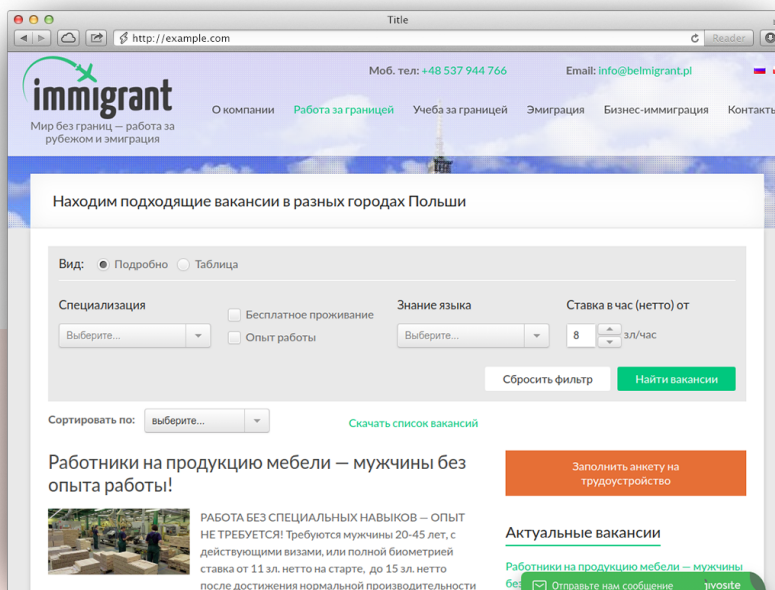 Title
http://example.com
Reader
immigrant
Мир без границ — работа за
рубежом и эмиграция
Моб. тел: +48 537 944 766
Email: info@belmigrant.pl
О компании Работа за границей Учеба за границей Эмиграция Бизнес-иммиграция Контакты
Находим подходящие вакансии в разных городах Польши
Вид: Подробно Таблица
Специализация
Выберите...
Бесплатное проживание
Опыт работы
Знание языка
Выберите...
Ставка в час (нетто) от
8 зл/час
Сбросить фильтр Найти вакансии
Сортировать по: выберите...
Скачать список вакансий
Работники на продукцию мебели — мужчины без
опыта работы!
РАБОТА БЕЗ СПЕЦИАЛЬНЫХ НАВЫКОВ — ОПЫТ
НЕ ТРЕБУЕТСЯ! Требуются мужчины 20-45 лет, с
действующими визами, или полной биометрией
ставка от 11 зл. нетто на старте, до 15 зл. нетто
после достижения нормальной производительности
Заполнить анкету на
трудоустройство
Актуальные вакансии
Работники на продукцию мебели — мужчины
без
Отправьте нам сообщение
jivosite